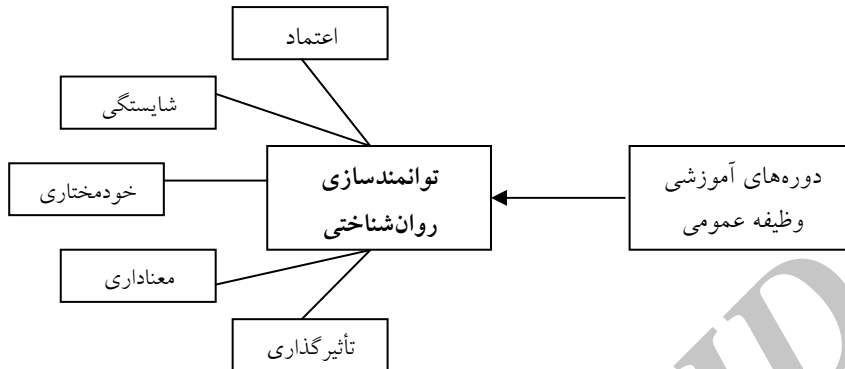 اعتماد
شایستگی
خودمختاری
معناداری
تأثیرگذاری
توانمندسازی
روان‌شناختی
دوره‌های آموزشی
وظیفه عمومی